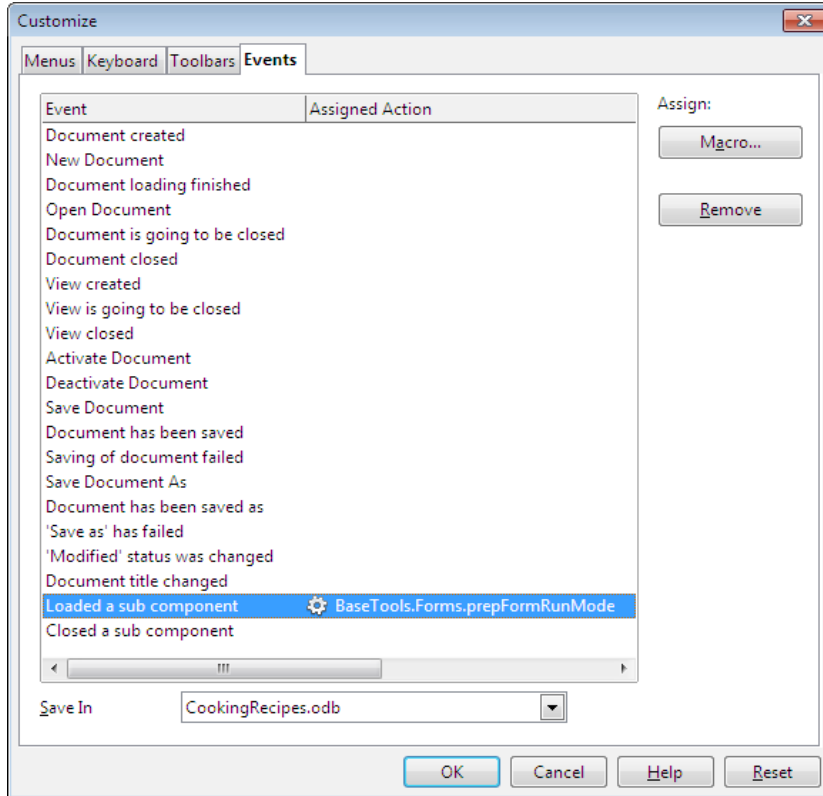 Customize
Menus Keyboard Toolbars Events
Event Assigned Action
Assign:
Document created
Macro...
New Document
Document loading finished
Open Document
Remove
Document is going to be closed
Document closed
View created
View is going to be closed
View closed
Activate Document
Deactivate Document
Save Document
Document has been saved
Saving of document failed
Save Document As
Document has been saved as
'Save as' has failed
'Modified' status was changed
Document title changed
Loaded a sub component BaseTools.Forms.prepFormRunMode
Closed a sub component
Save In CookingRecipes.odb
OK Cancel Help Reset